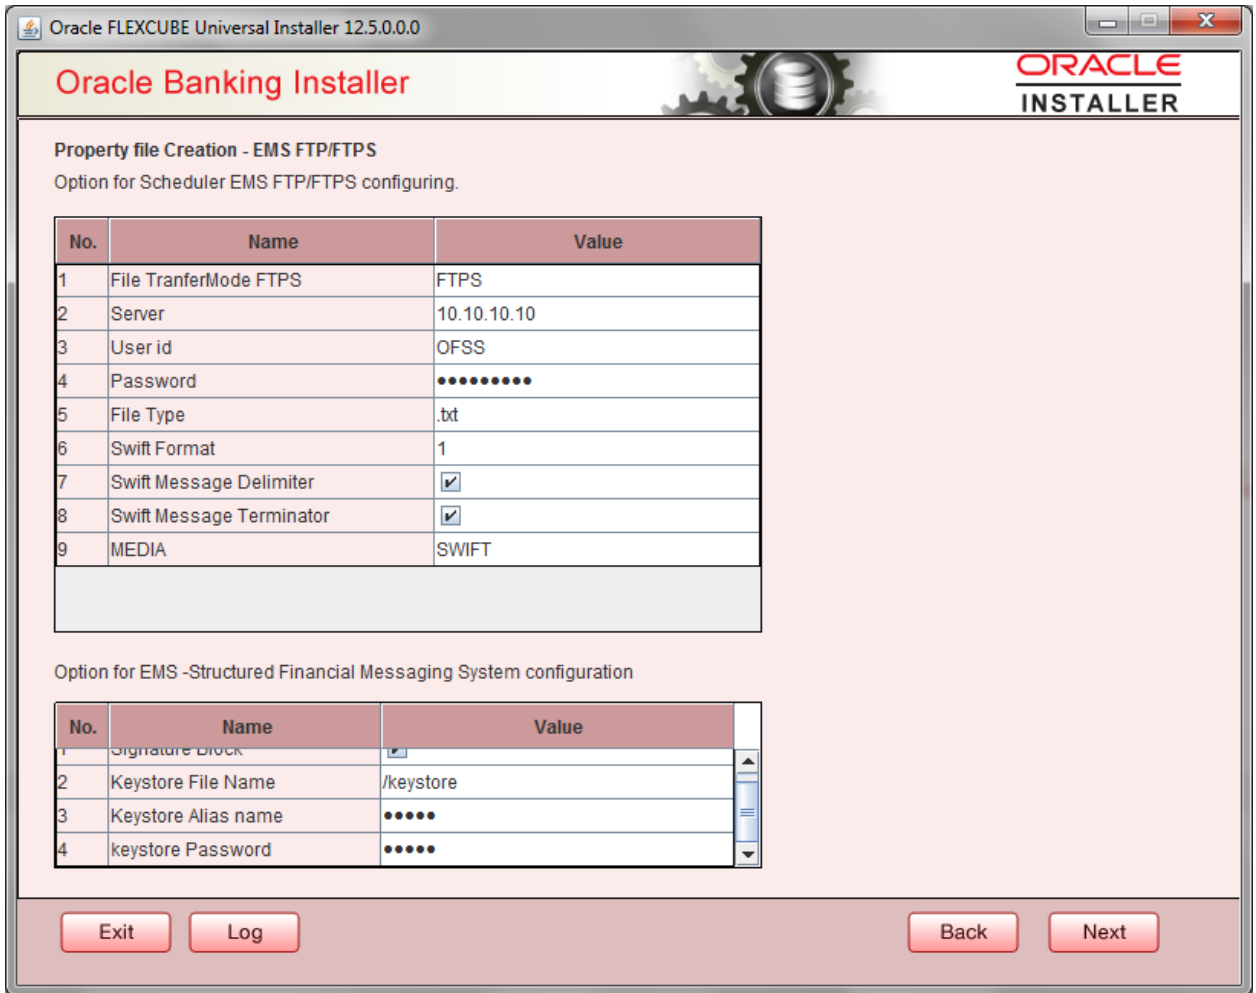 Oracle FLEXCUBE Universal Installer 12.5.0.0.0
Oracle Banking Installer
ORACLE
INSTALLER
Property file Creation - EMS FTP/FTPS
Option for Scheduler EMS FTP/FTPS configuring.
No. Name Value
1 File TranferMode FTPS FTPS
2 Server 10.10.10.10
3 User id OFSS
4 Password •••••••••
5 File Type .txt
6 Swift Format 1
7 Swift Message Delimiter
8 Swift Message Terminator
9 MEDIA SWIFT
Option for EMS -Structured Financial Messaging System configuration
No. Name Value
1 Signature Block
2 Keystore File Name /keystore
3 Keystore Alias name •••••
4 keystore Password •••••
Exit Log Back Next